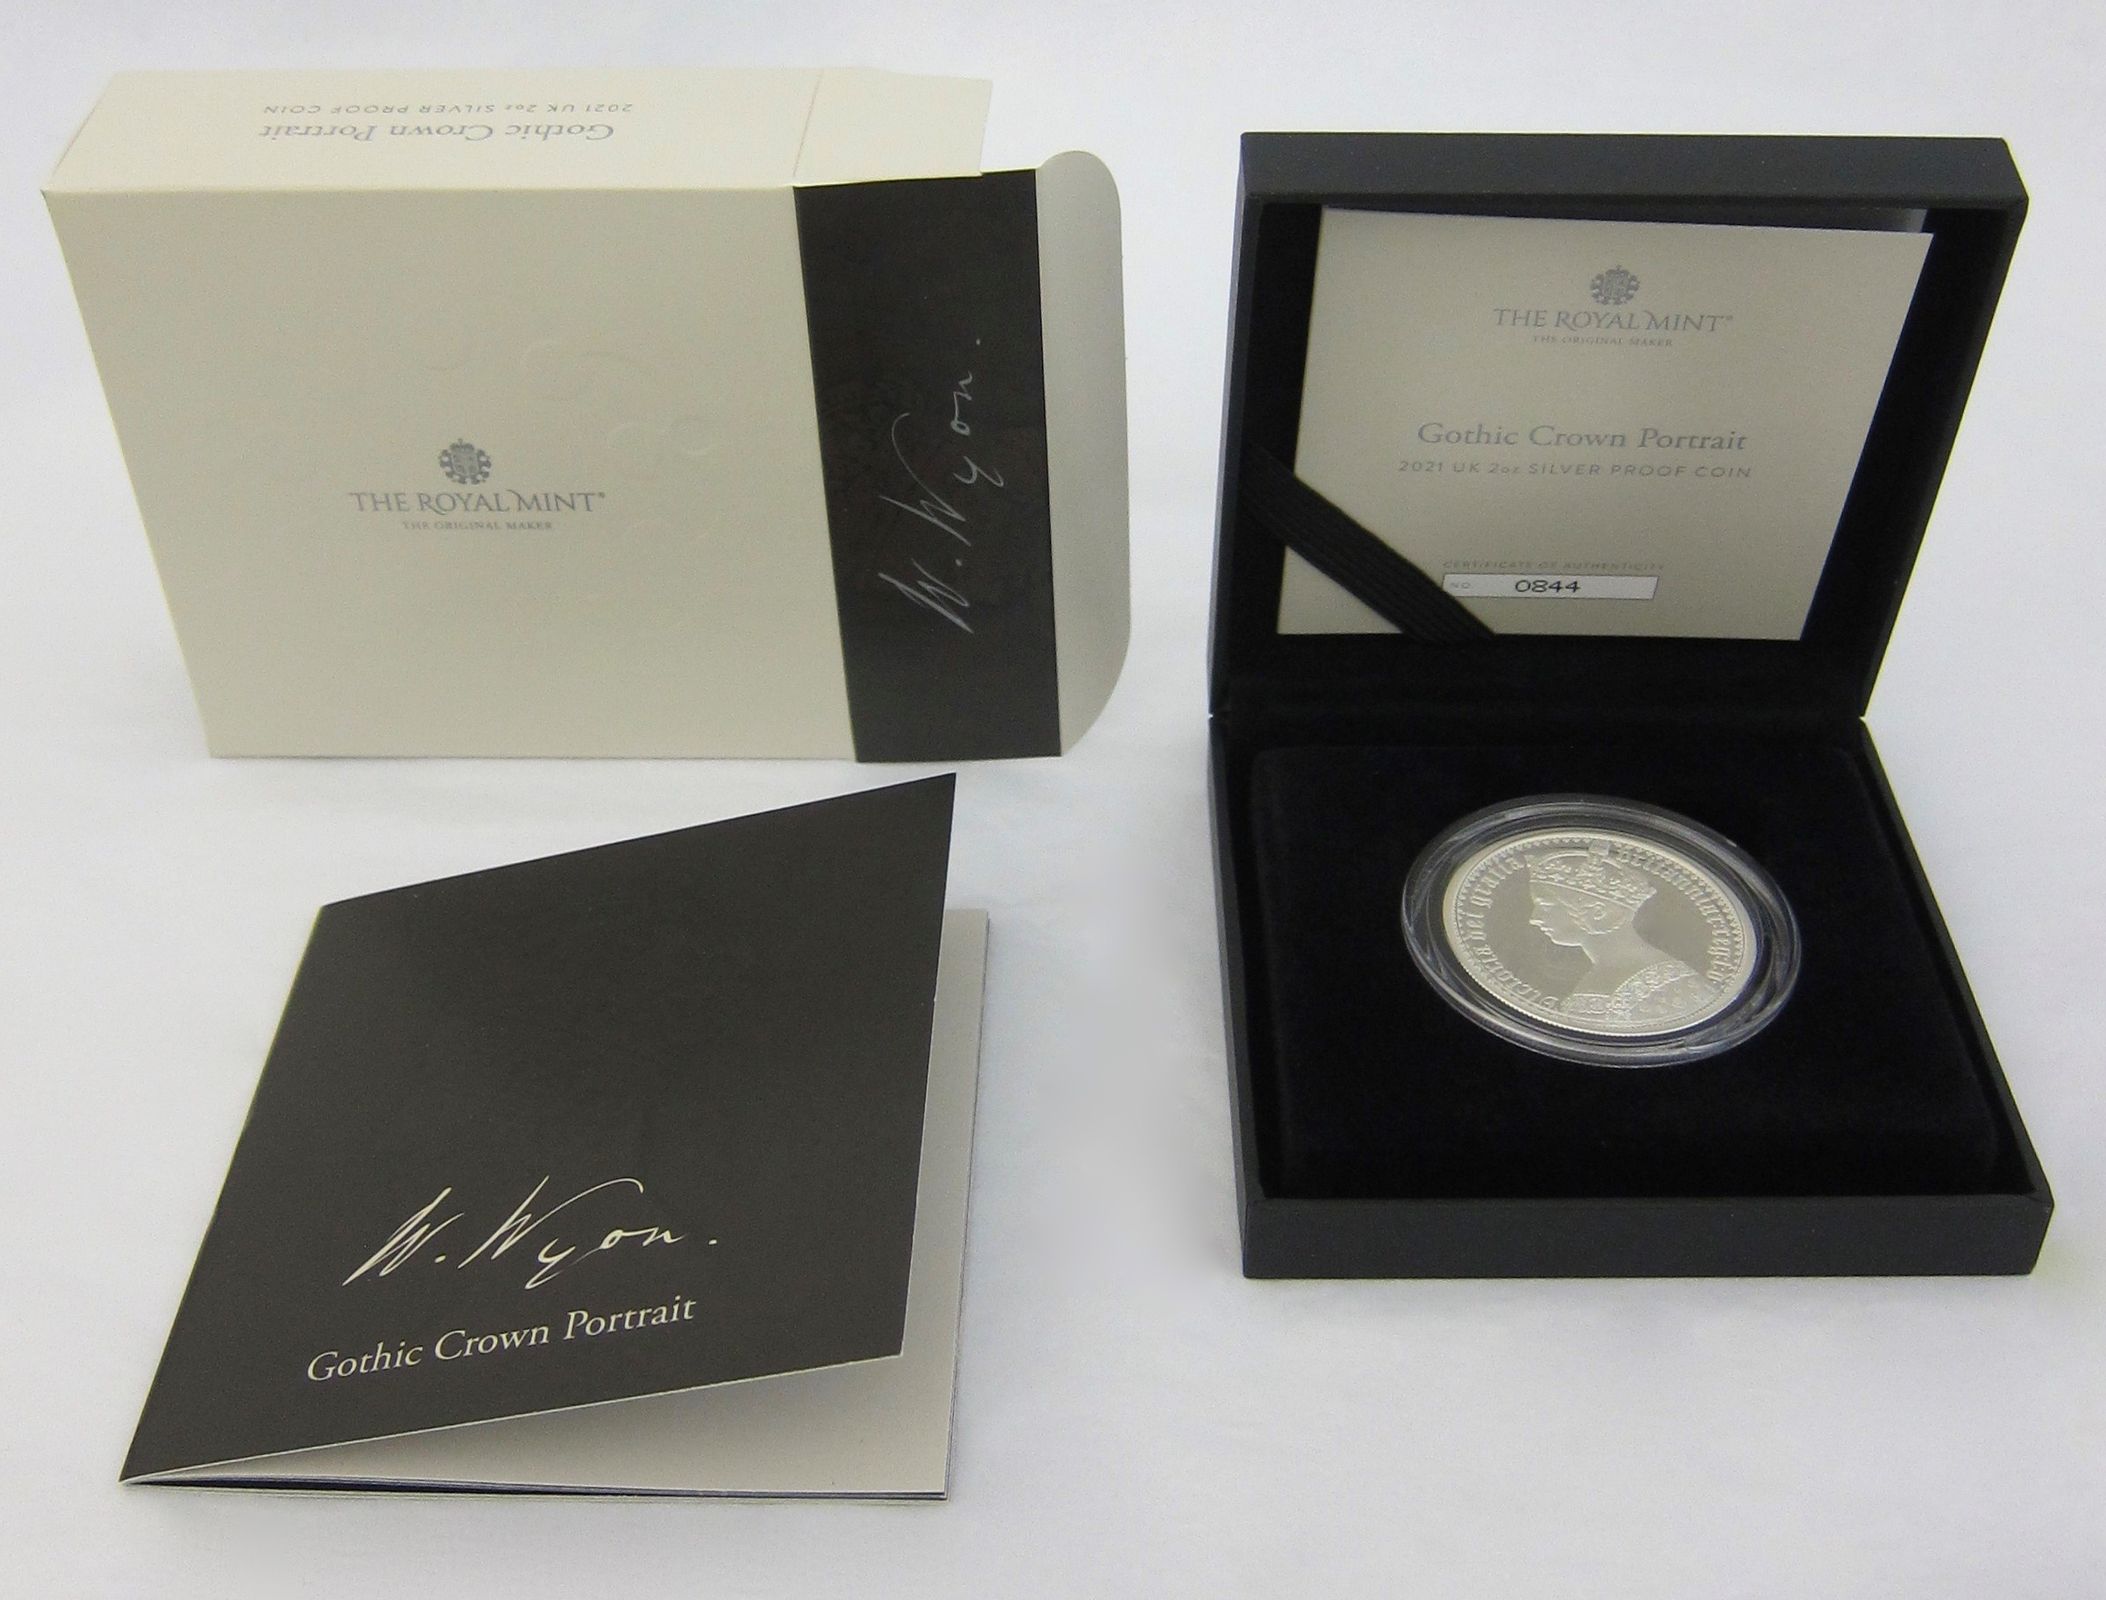 Gothic Crown Portrait
2021 UK 2oz SILVER PROOF COIN
THE ROYAL MINT®
THE ORIGINAL MAKER
W. Wyon.
THE ROYAL MINT®
THE ORIGINAL MAKER
Gothic Crown Portrait
2021 UK 2oz SILVER PROOF COIN
CERTIFICATE OF AUTHENTICITY
NO 0844
W. Wyon.
Gothic Crown Portrait